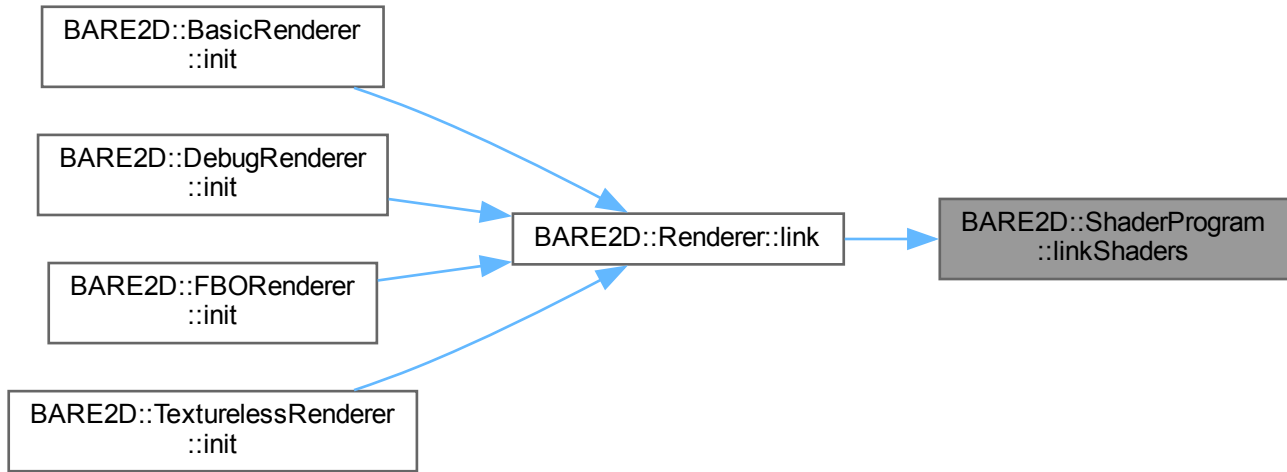 BARE2D::BasicRenderer
::init
BARE2D::DebugRenderer
::init
BARE2D::FBORenderer
::init
BARE2D::TexturelessRenderer
::init
BARE2D::Renderer::link
BARE2D::ShaderProgram
::linkShaders